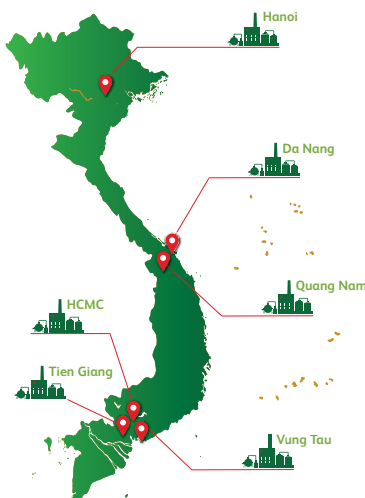 Hanoi
Da Nang
Quang Nam
HCMC
Tien Giang
Vung Tau